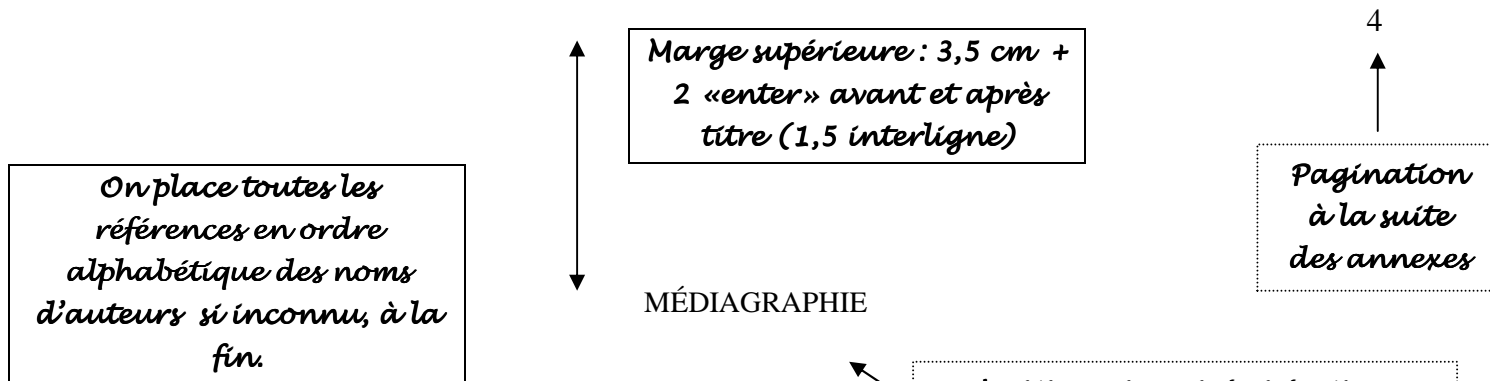 4
Marge supérieure : 3,5 cm +
2 «enter» avant et après
titre (1,5 interligne)
On place toutes les
références en ordre
alphabétique des noms
d'auteurs si inconnu, à la
fin.
Pagination
à la suite
des annexes
MÉDIAGRAPHIE